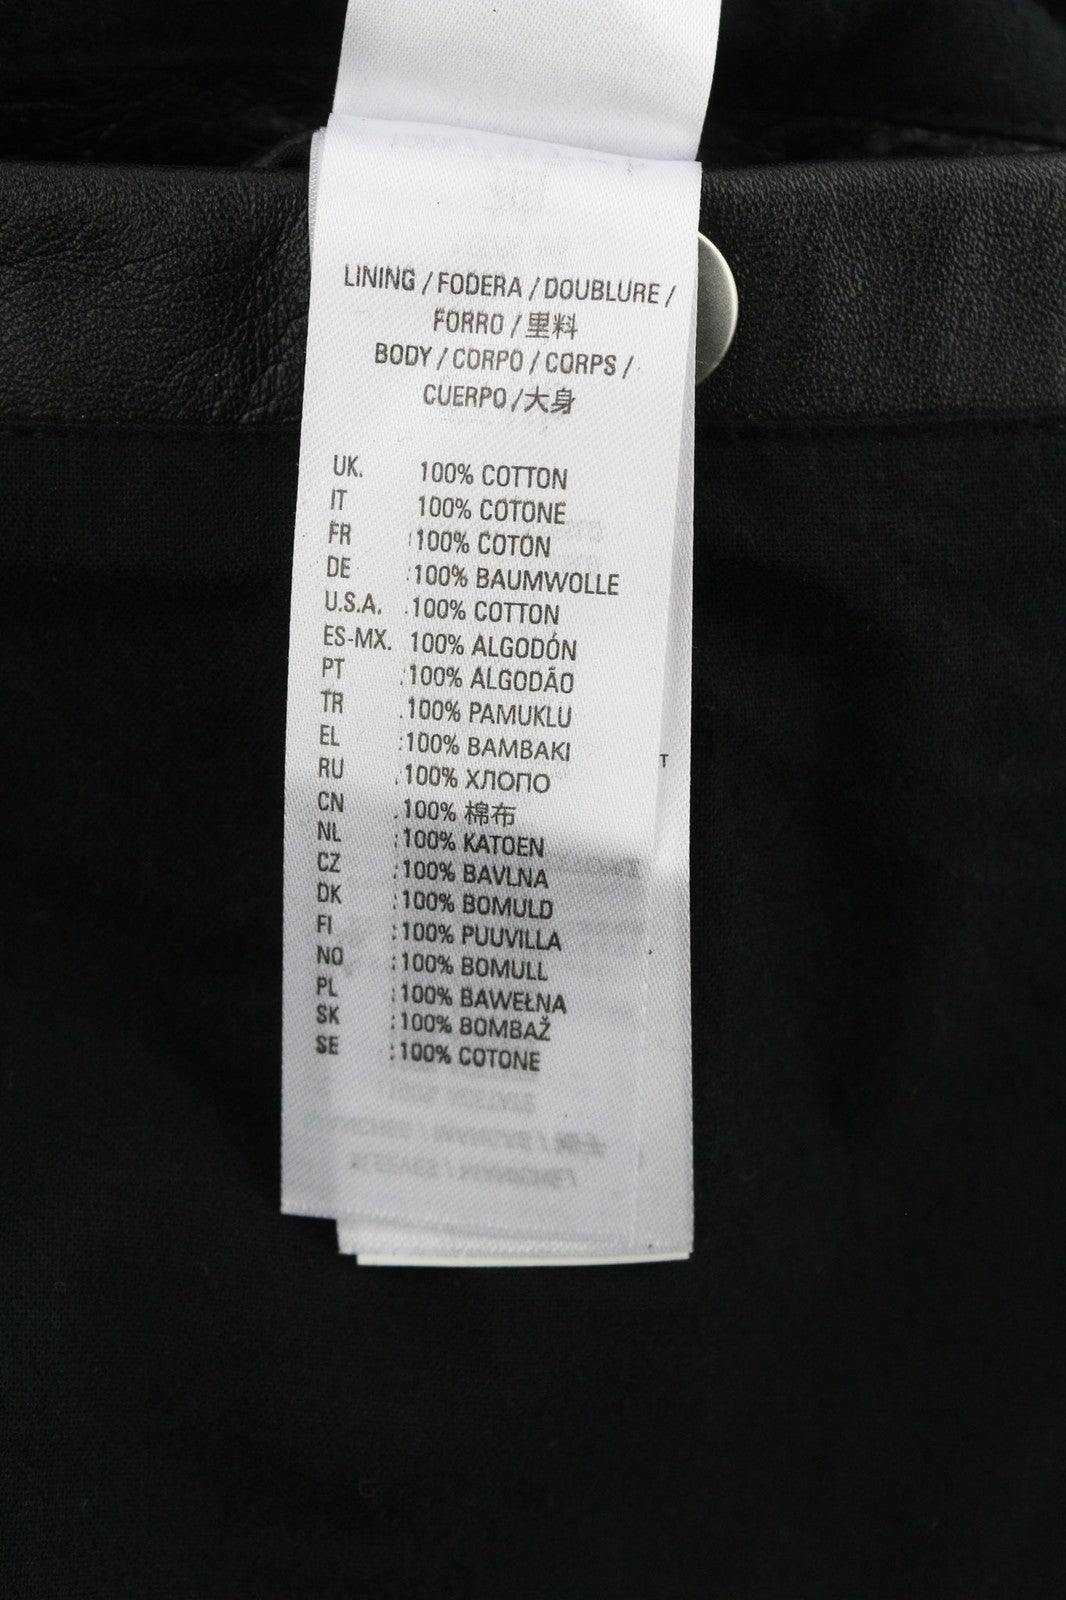 LINING / FODERA / DOUBLURE /
FORRO / 里料
BODY / CORPO / CORPS /
CUERPO / 大身
UK. 100% COTTON
IT 100% COTONE
FR :100% COTON
DE :100% BAUMWOLLE
U.S.A. .100% COTTON
ES-MX. 100% ALGODÓN
PT .100% ALGODÃO
TR .100% PAMUKLU
EL :100% BAMBAKI
RU .100% ХЛОПО
CN .100% 棉布
NL :100% KATOEN
CZ :100% BAVLNA
DK :100% BOMULD
FI :100% PUUVILLA
NO :100% BOMULL
PL :100% BAWEŁNA
SK :100% BOMBAŽ
SE :100% COTONE
T